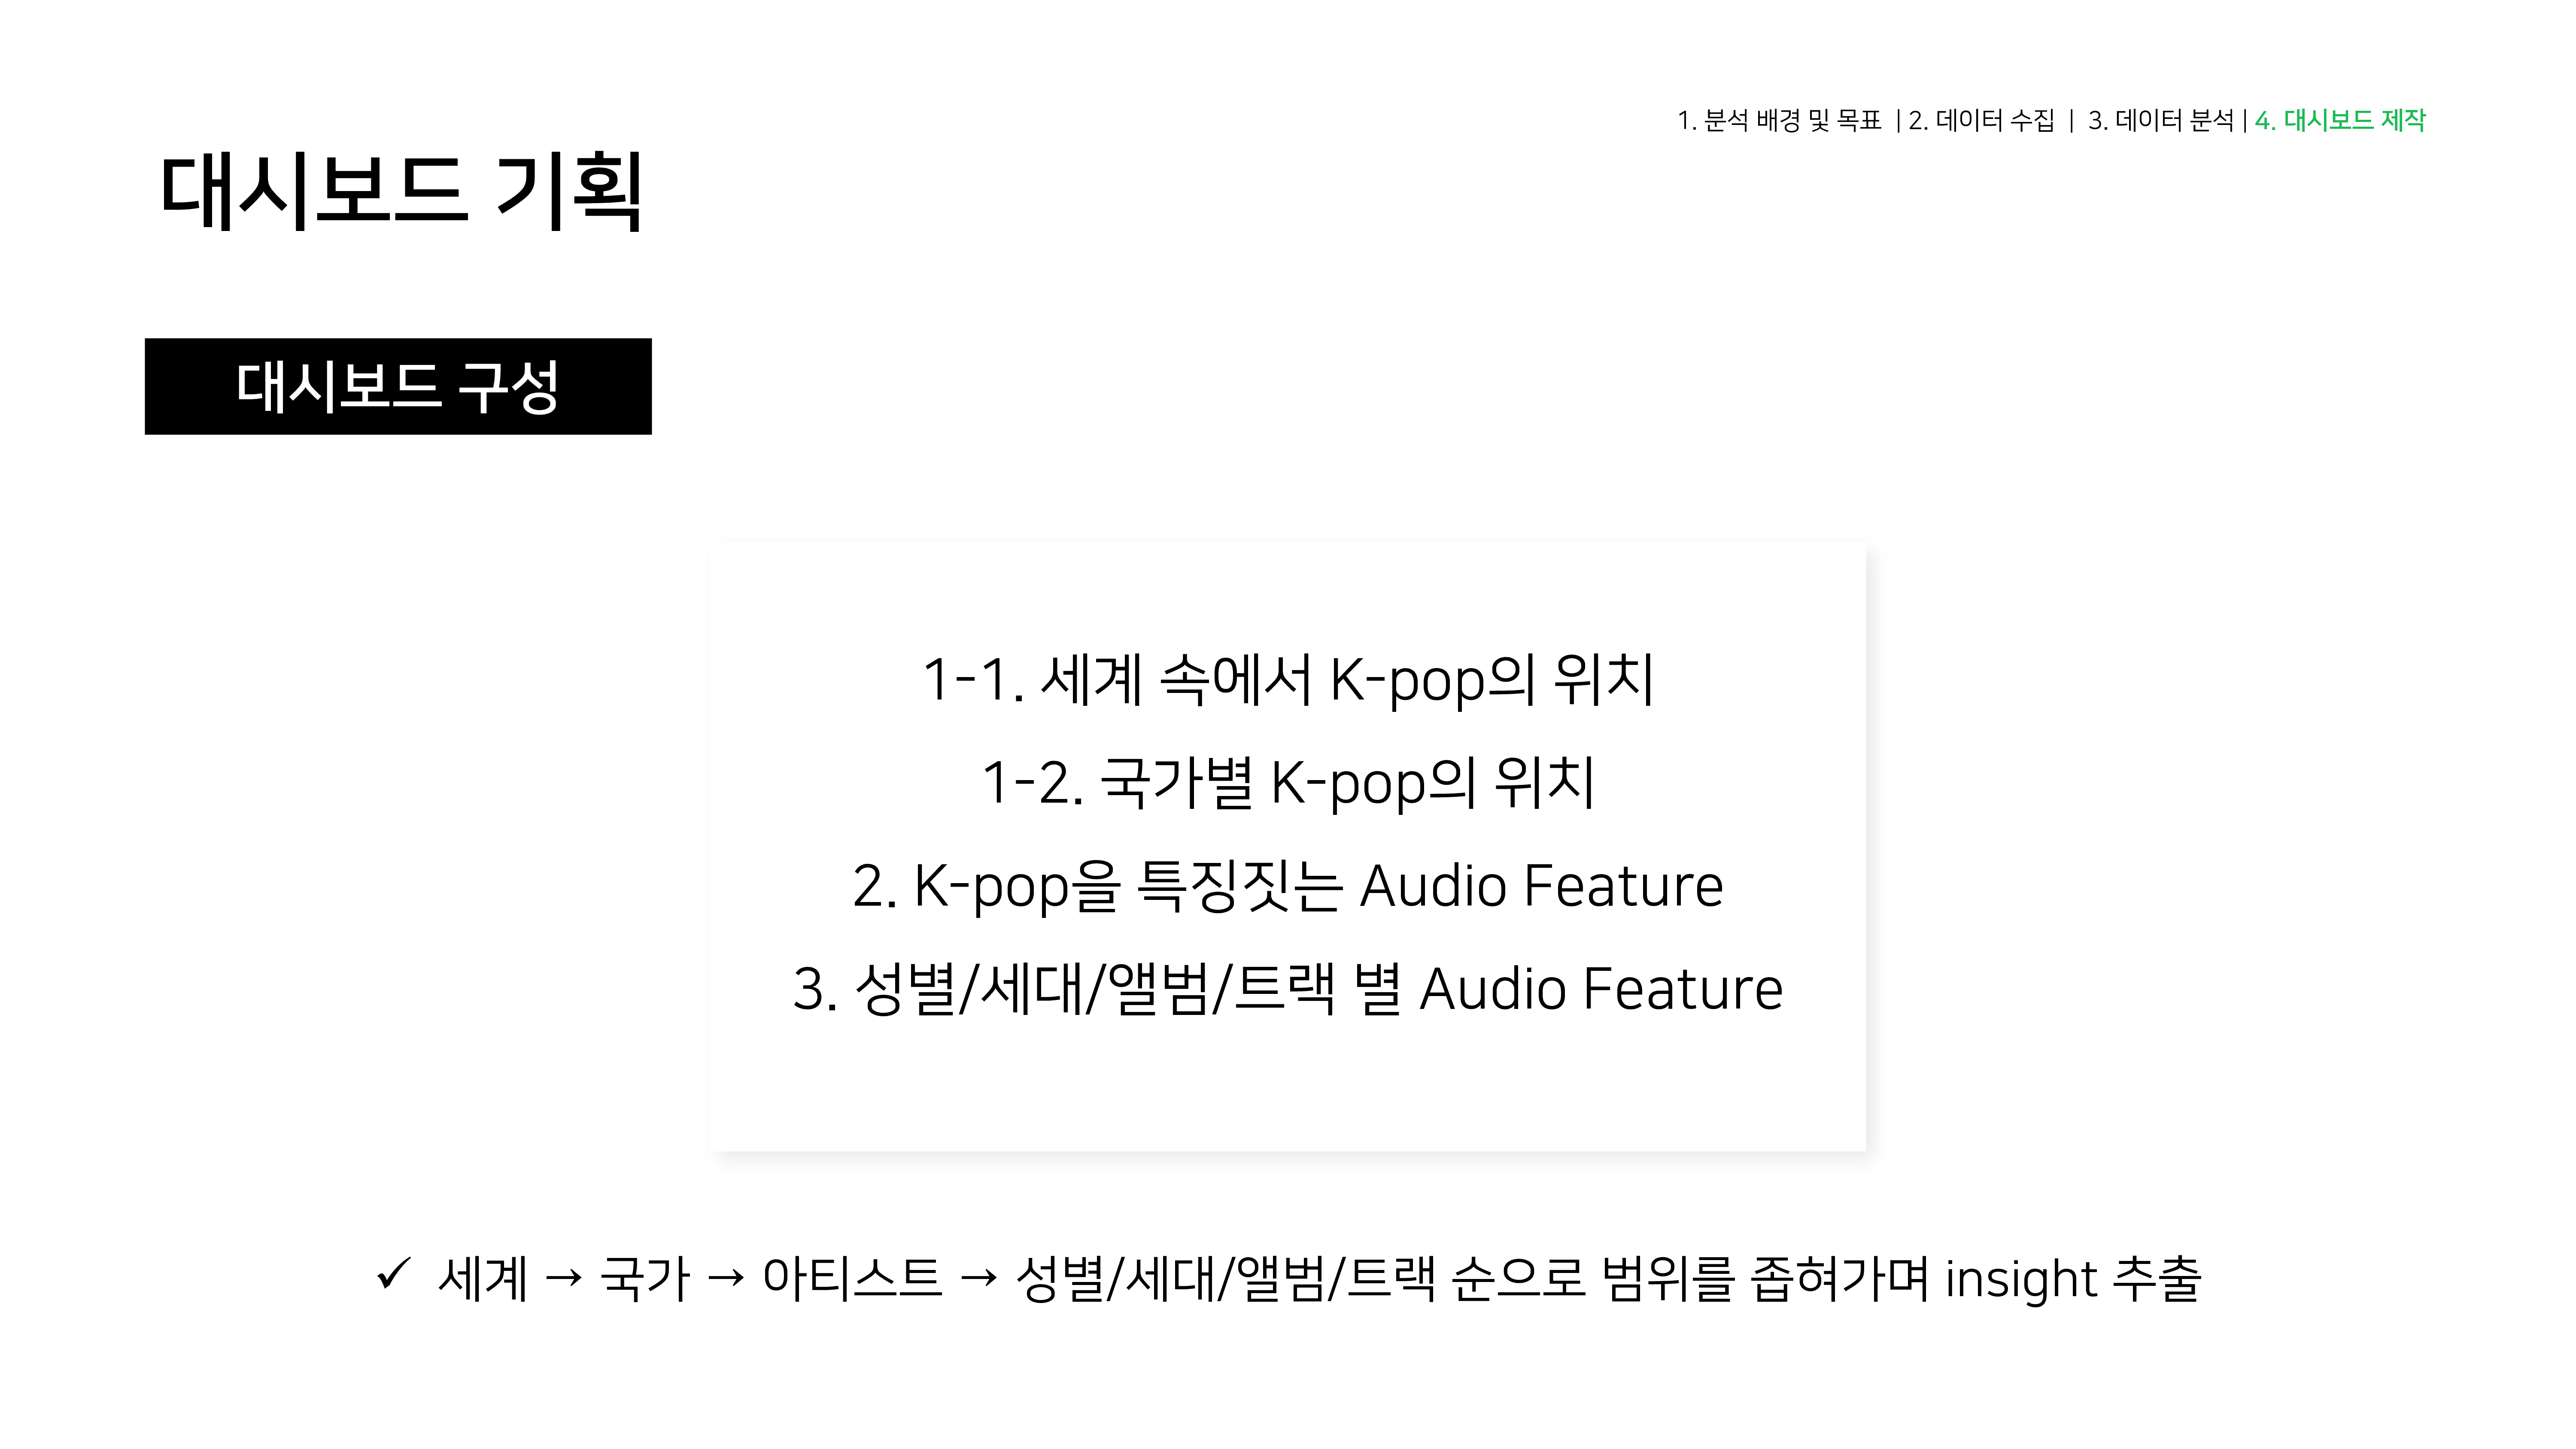 1. 분석 배경 및 목표 | 2. 데이터 수집 | 3. 데이터 분석 | 4. 대시보드 제작
대시보드 기획
대시보드 구성
1-1. 세계 속에서 K-pop의 위치
1-2. 국가별 K-pop의 위치
2. K-pop을 특징짓는 Audio Feature
3. 성별/세대/앨범/트랙 별 Audio Feature
✓ 세계 → 국가 → 아티스트 → 성별/세대/앨범/트랙 순으로 범위를 좁혀가며 insight 추출